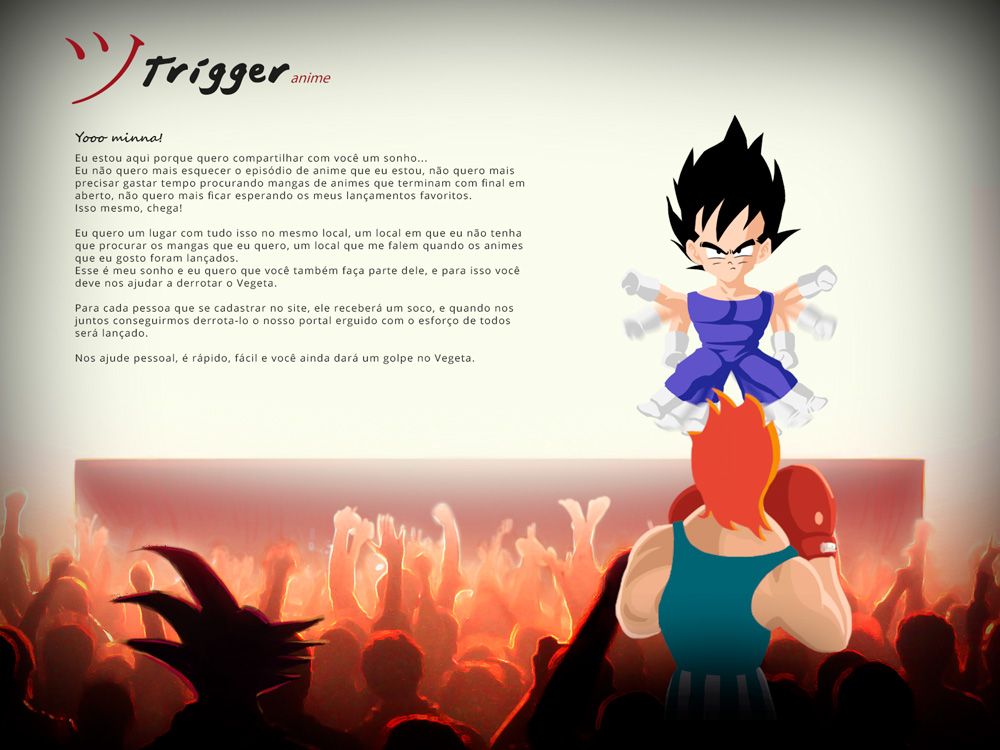 ツ Trigger anime
Yooo minna!
Eu estou aqui porque quero compartilhar com você um sonho...
Eu não quero mais esquecer o episódio de anime que eu estou, não quero mais
precisar gastar tempo procurando mangas de animes que terminam com final em
aberto, não quero mais ficar esperando os meus lançamentos favoritos.
Isso mesmo, chega!
Eu quero um lugar com tudo isso no mesmo local, um local em que eu não tenha
que procurar os mangas que eu quero, um local que me falem quando os animes
que eu gosto foram lançados.
Esse é meu sonho e eu quero que você também faça parte dele, e para isso você
deve nos ajudar a derrotar o Vegeta.
Para cada pessoa que se cadastrar no site, ele receberá um soco, e quando nos
juntos conseguirmos derrota-lo o nosso portal erguido com o esforço de todos
será lançado.
Nos ajude pessoal, é rápido, fácil e você ainda dará um golpe no Vegeta.